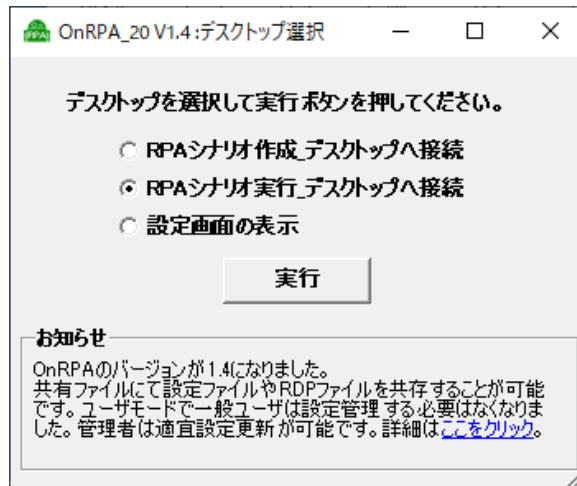 OnRPA_20 V1.4 :デスクトップ選択
デスクトップを選択して実行ボタンを押してください。
RPAシナリオ作成_デスクトップへ接続
RPAシナリオ実行_デスクトップへ接続
設定画面の表示
実行
お知らせ
OnRPAのバージョンが1.4になりました。
共有ファイルにて設定ファイルやRDPファイルを共存することが可能
です。ユーザモードで一般ユーザは設定管理する必要はなくなりま
した。管理者は適宜設定更新が可能です。詳細はここをクリック。